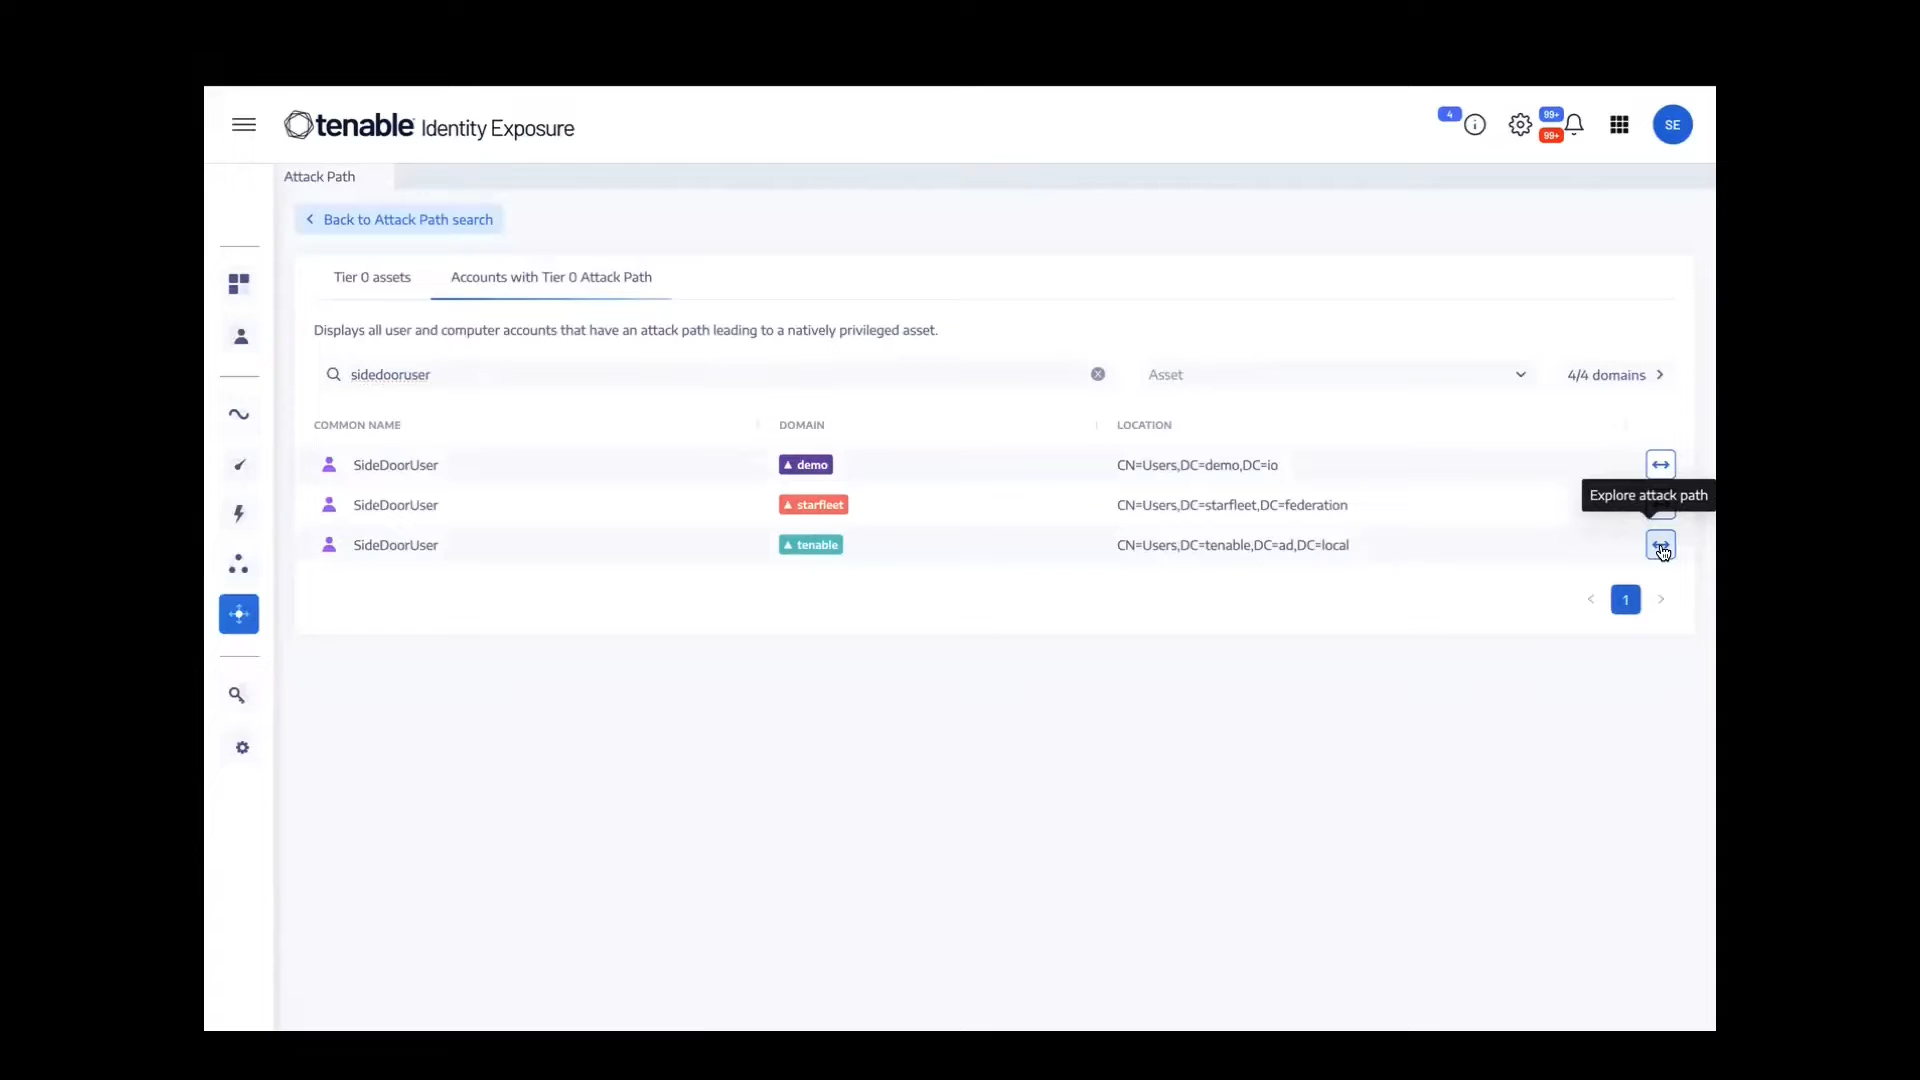 tenable Identity Exposure
4
99+
99+
SE
Attack Path
Back to Attack Path search
Tier 0 assets
Accounts with Tier 0 Attack Path
Displays all user and computer accounts that have an attack path leading to a natively privileged asset.
sidedooruser
Asset
4/4 domains
COMMON NAME
DOMAIN
LOCATION
SideDoorUser
demo
CN=Users,DC=demo,DC=io
Explore attack path
SideDoorUser
starfleet
CN=Users,DC=starfleet,DC=federation
SideDoorUser
tenable
CN=Users,DC=tenable,DC=ad,DC=local
1